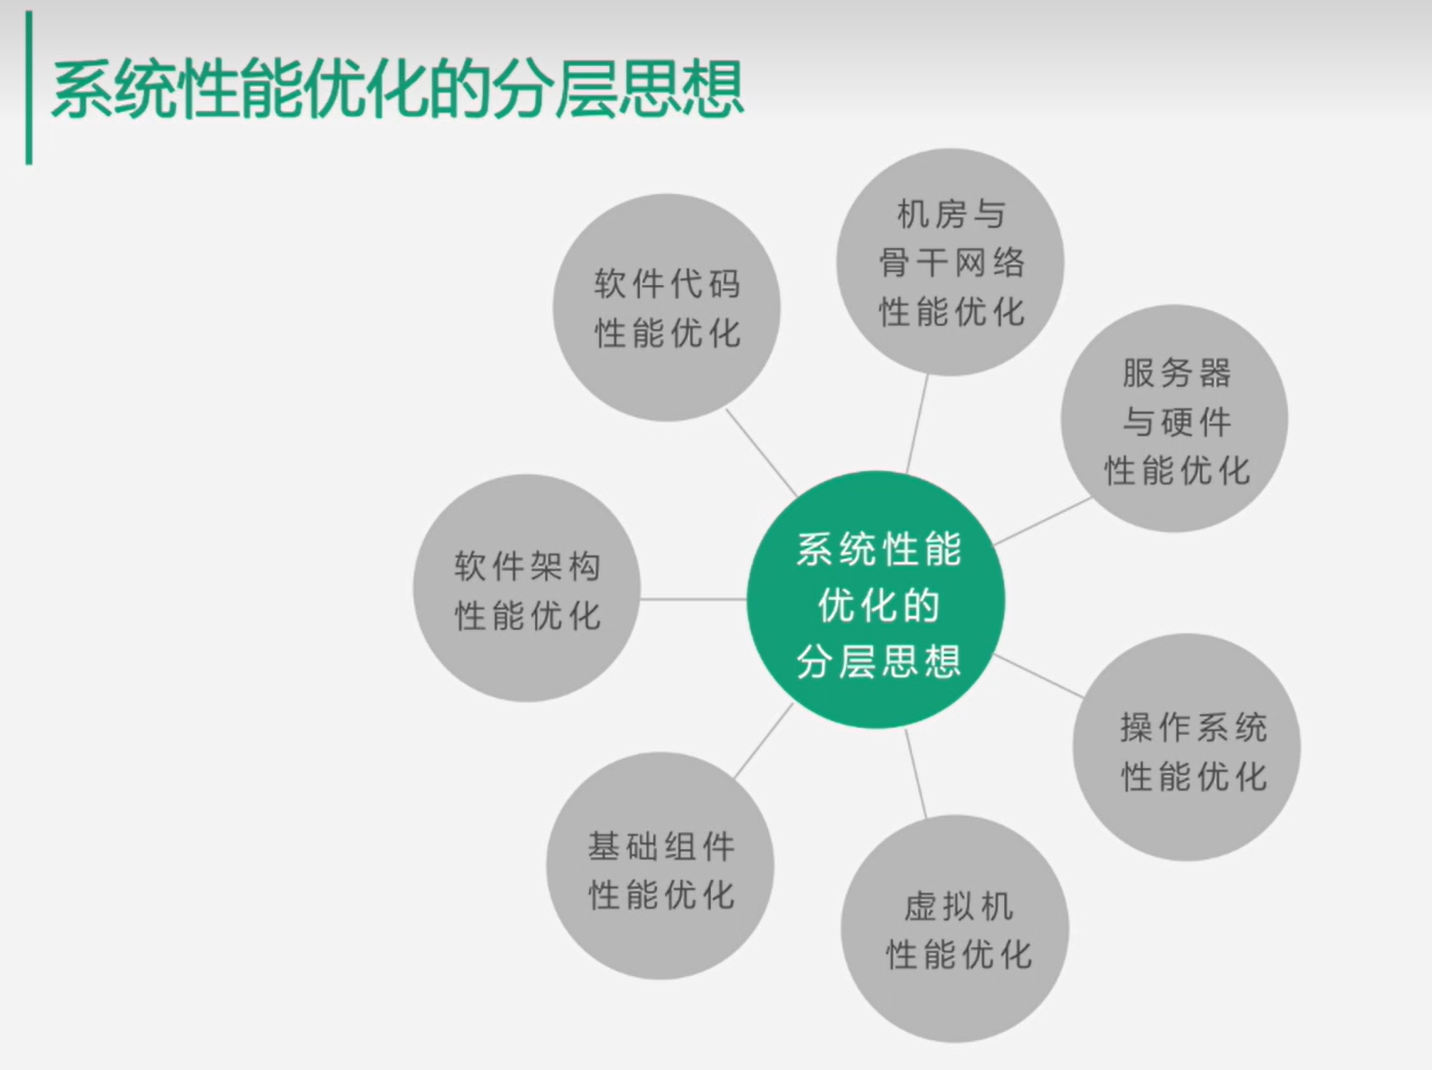 系统性能优化的分层思想
机房与
骨干网络
性能优化
软件代码
性能优化
服务器
与硬件
性能优化
系统性能
优化的
分层思想
软件架构
性能优化
操作系统
性能优化
基础组件
性能优化
虚拟机
性能优化